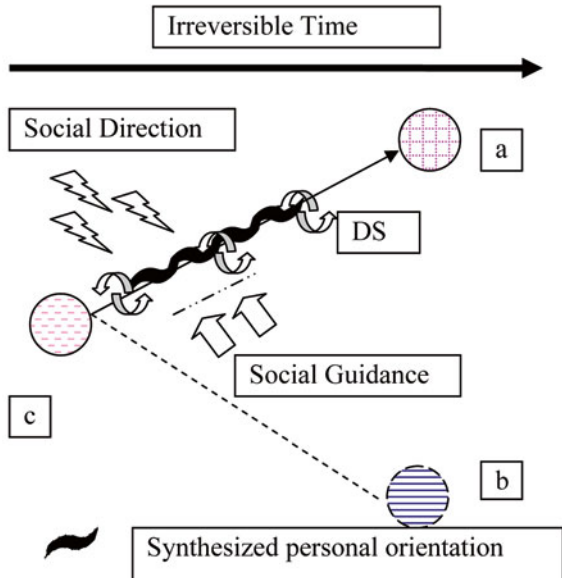 Irreversible Time
Social Direction
a
DS
Social Guidance
c
b
Synthesized personal orientation